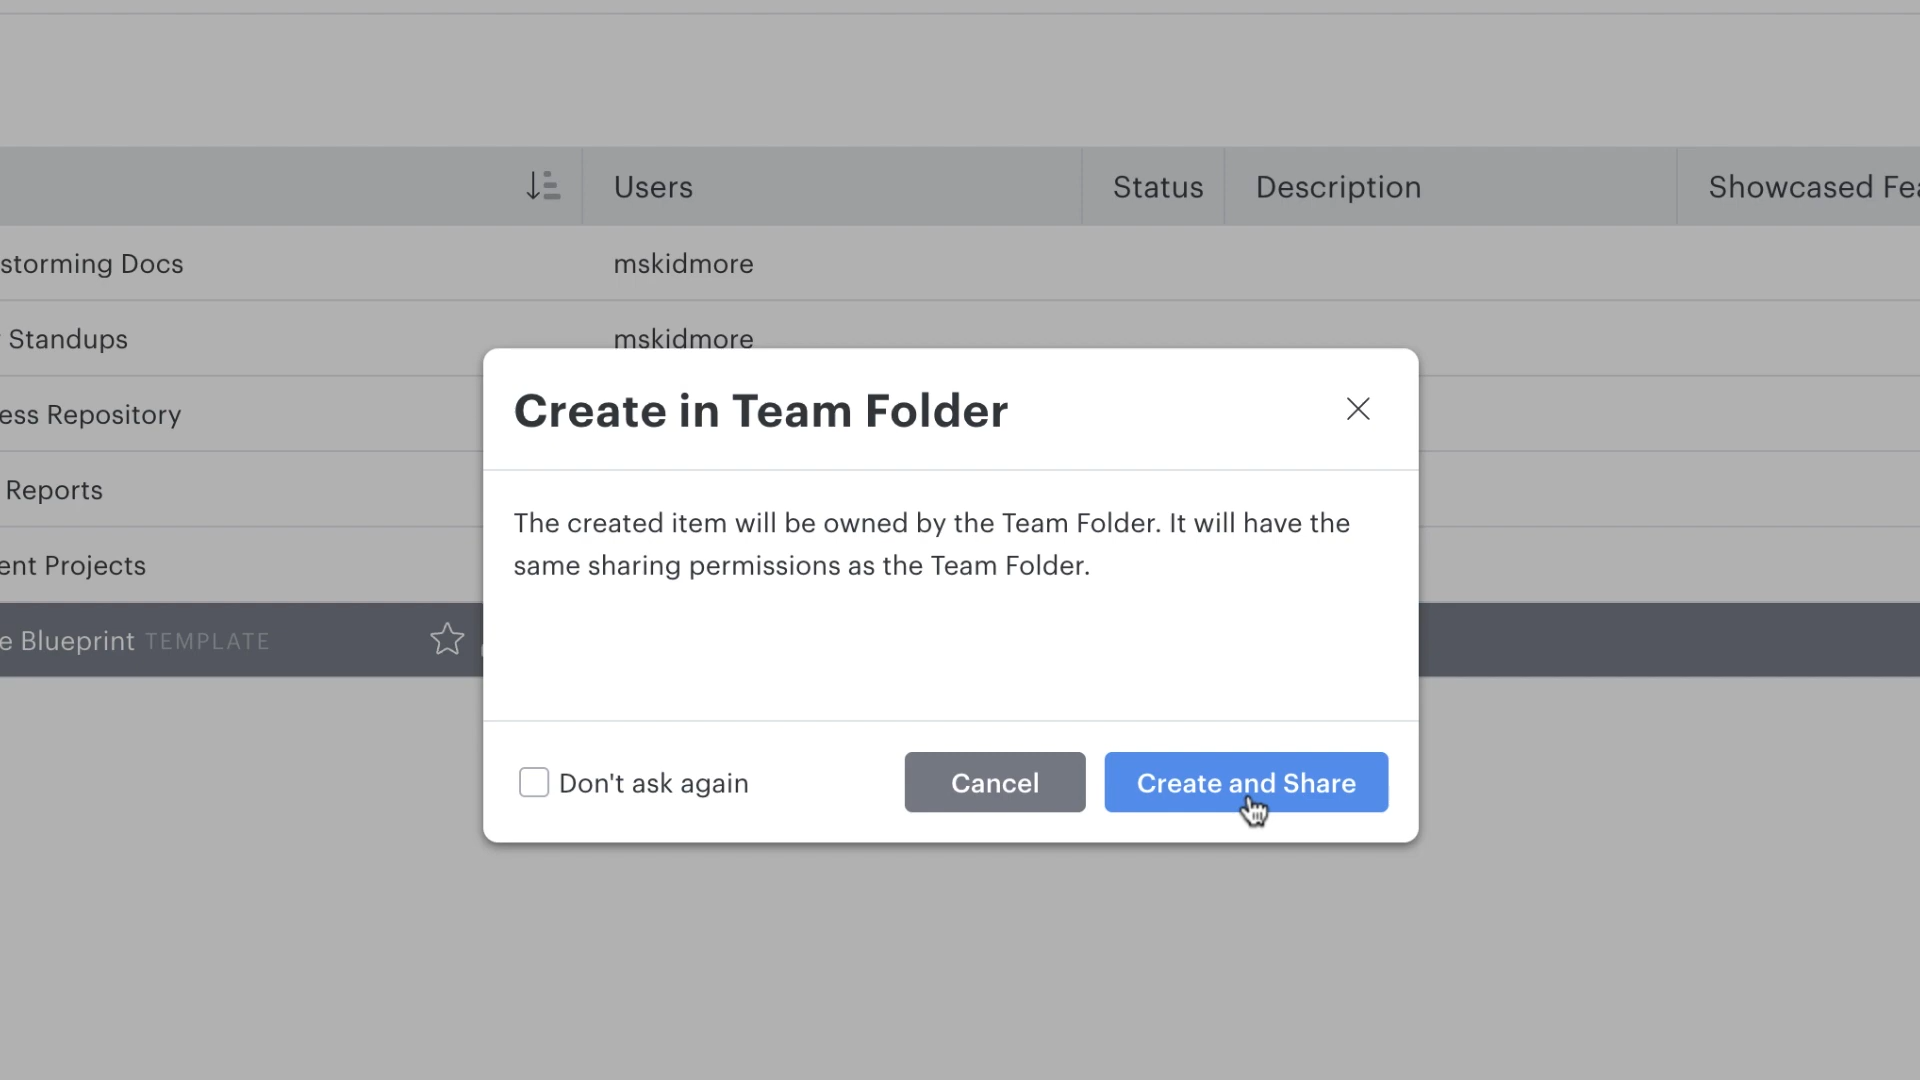 Users Status Description Showcased Fea
storming Docs mskidmore
Standups mskidmore
ess Repository
Reports
ent Projects
e Blueprint TEMPLATE
Create in Team Folder
The created item will be owned by the Team Folder. It will have the
same sharing permissions as the Team Folder.
Don't ask again Cancel Create and Share